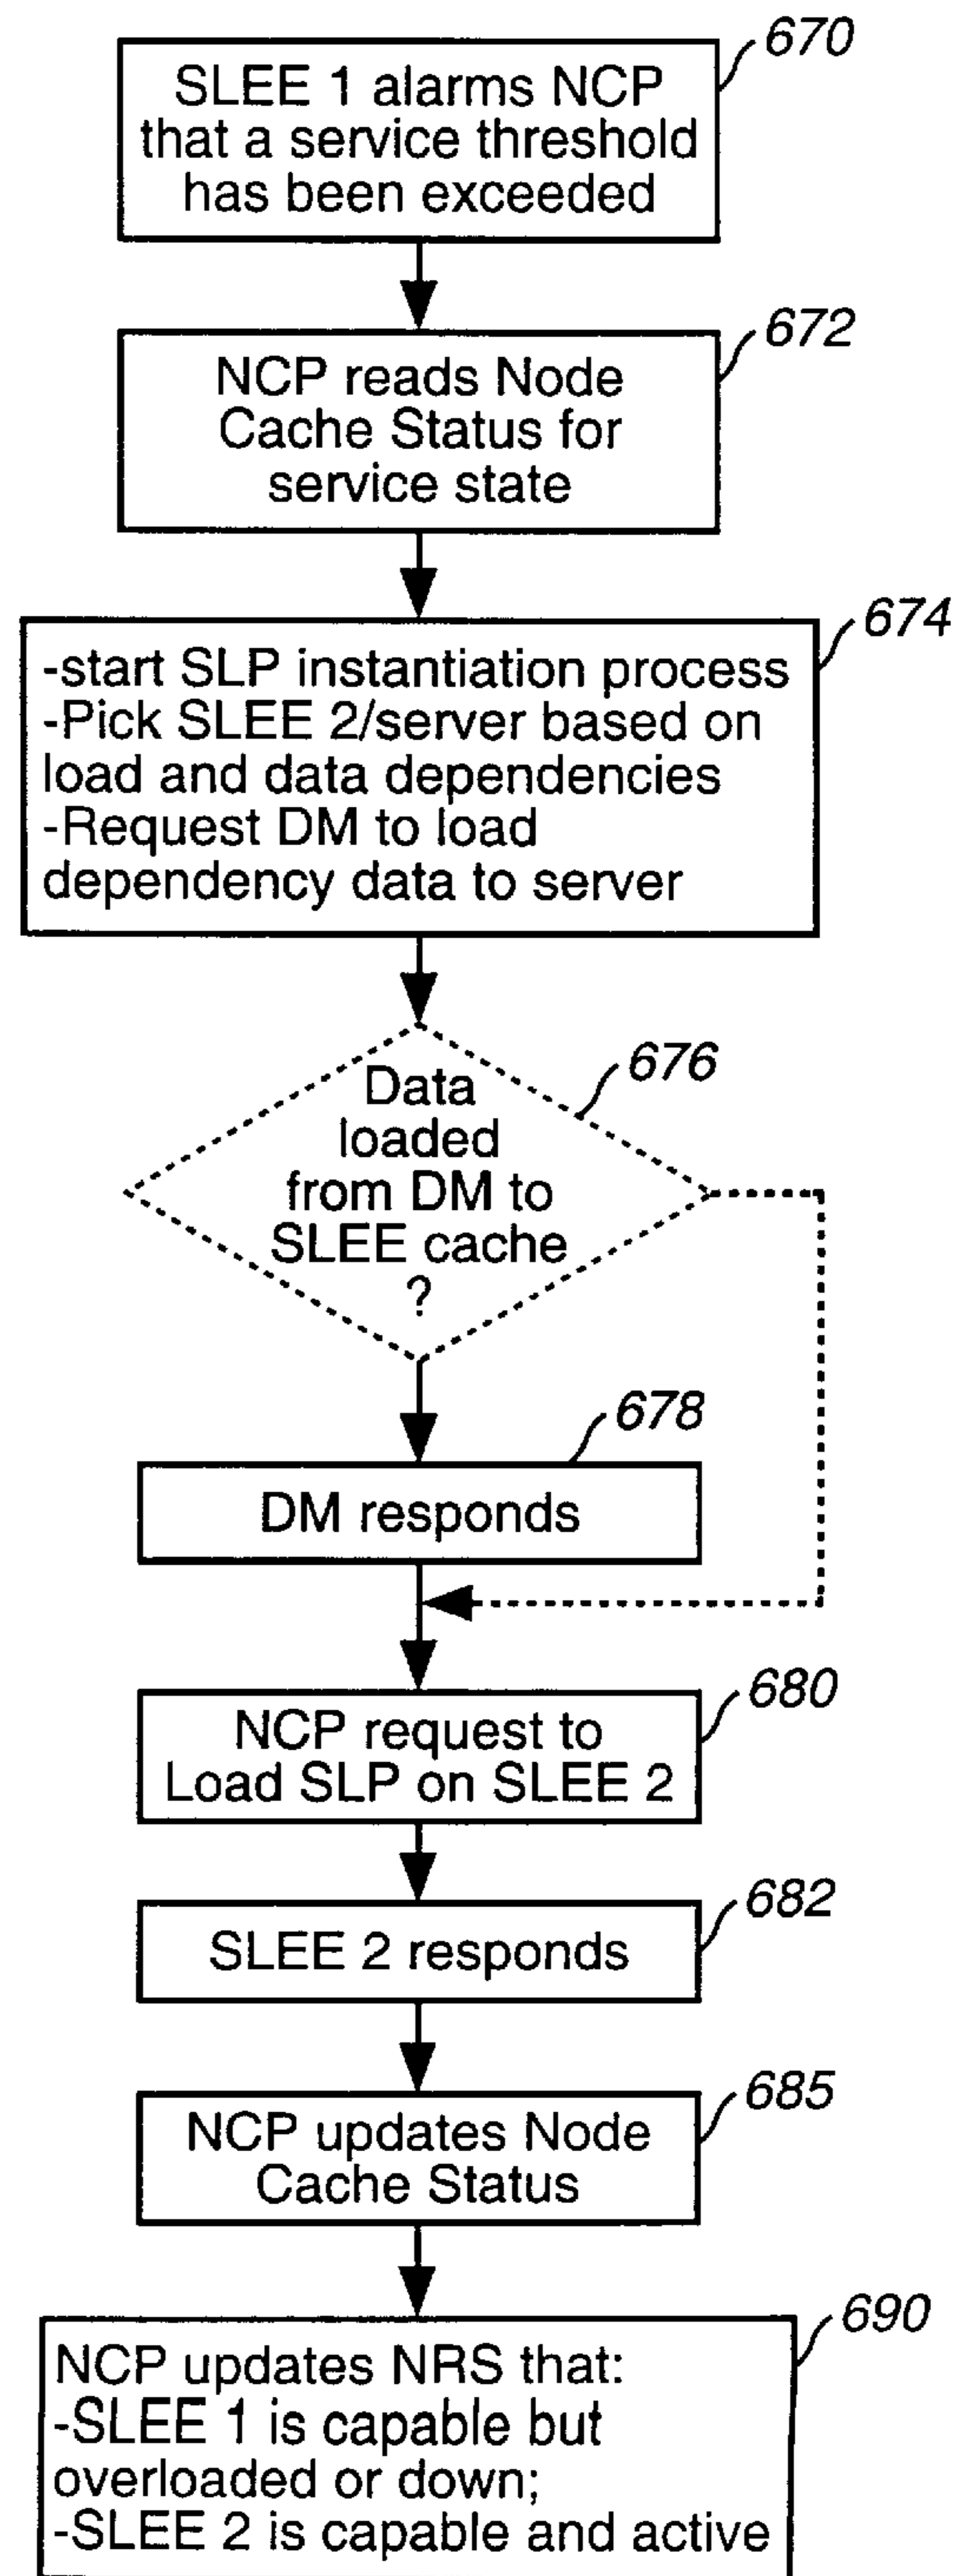 670
SLEE 1 alarms NCP
that a service threshold
has been exceeded
672
NCP reads Node
Cache Status for
service state
674
-start SLP instantiation process
-Pick SLEE 2/server based on
load and data dependencies
-Request DM to load
dependency data to server
676
Data
loaded
from DM to
SLEE cache
?
678
DM responds
680
NCP request to
Load SLP on SLEE 2
682
SLEE 2 responds
685
NCP updates Node
Cache Status
690
NCP updates NRS that:
-SLEE 1 is capable but
overloaded or down;
-SLEE 2 is capable and active